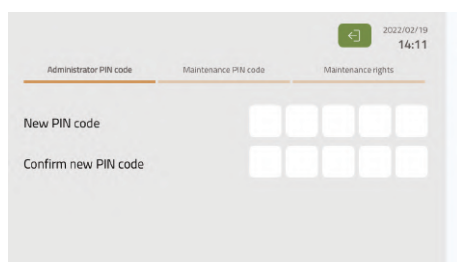 2022/02/19
14:11
Administrator PIN code Maintenance PIN code Maintenance rights
New PIN code
Confirm new PIN code